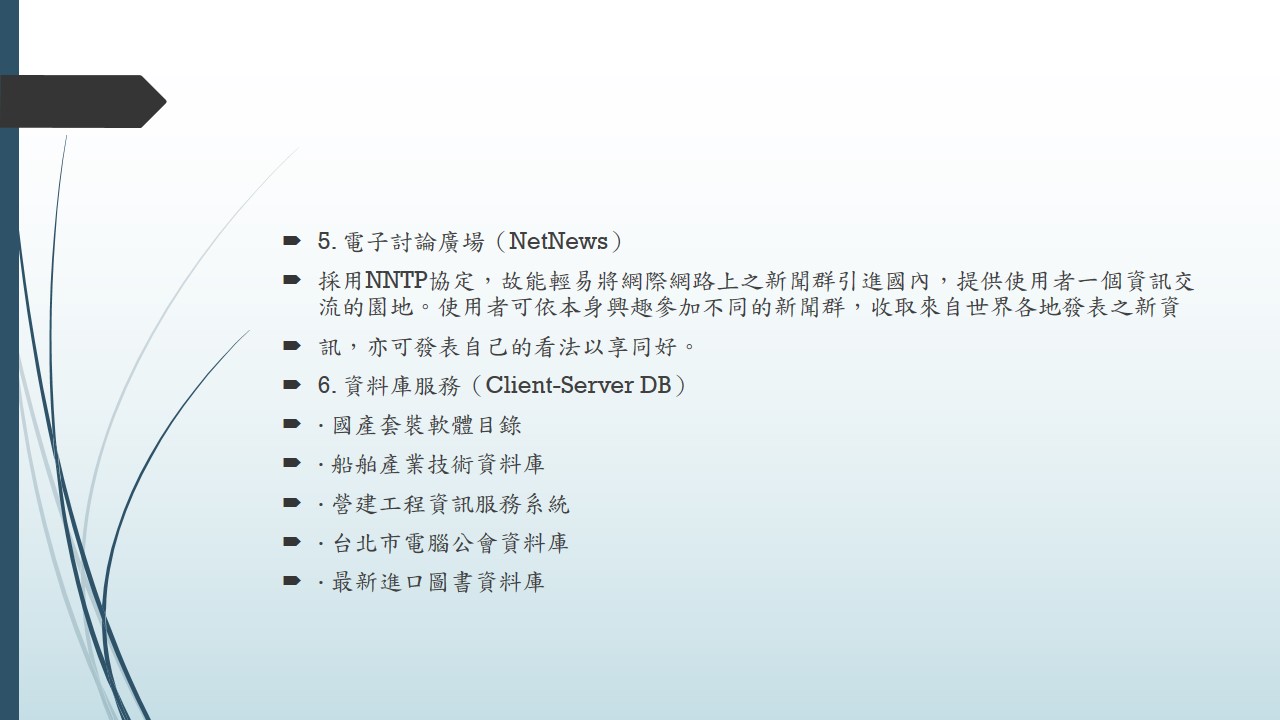 5. 電子討論廣場（NetNews）
採用NNTP協定，故能輕易將網際網路上之新聞群引進國內，提供使用者一個資訊交
流的園地。使用者可依本身興趣參加不同的新聞群，收取來自世界各地發表之新資
訊，亦可發表自己的看法以享同好。
6. 資料庫服務（Client-Server DB）
· 國產套裝軟體目錄
· 船舶產業技術資料庫
· 營建工程資訊服務系統
· 台北市電腦公會資料庫
· 最新進口圖書資料庫